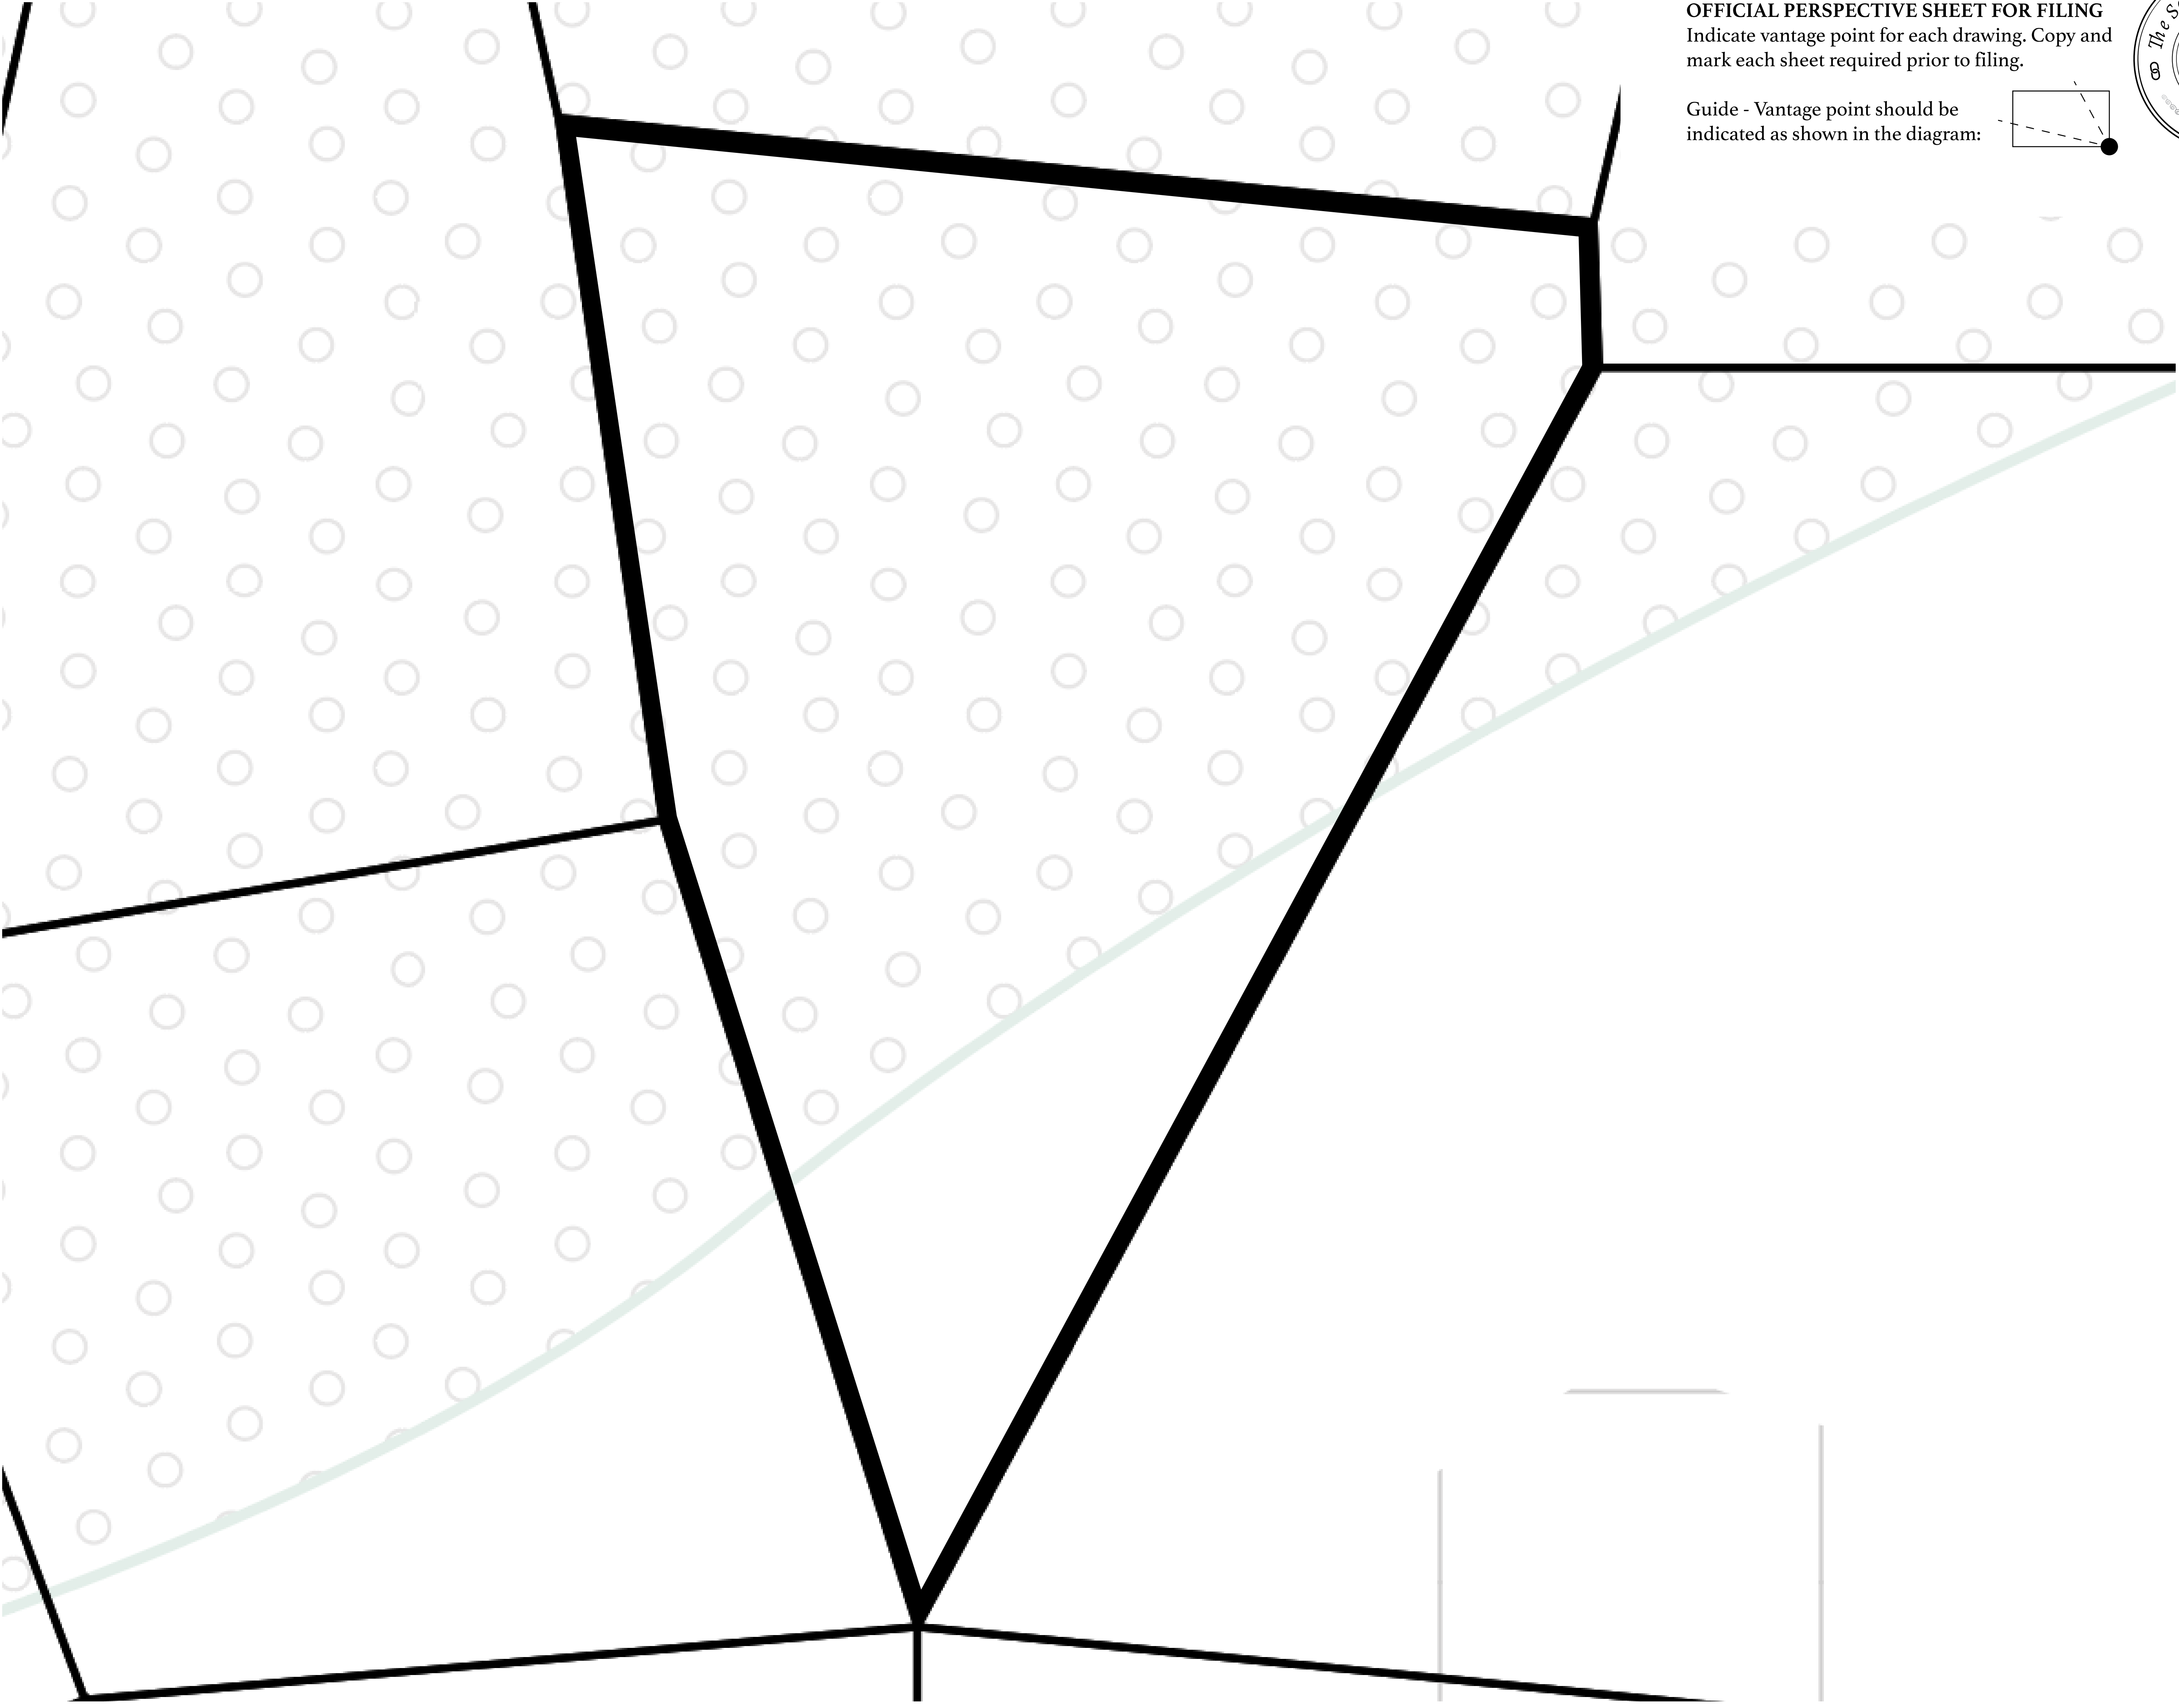 OFFICIAL PERSPECTIVE SHEET FOR FILING
Indicate vantage point for each drawing. Copy and
mark each sheet required prior to filing.
Guide - Vantage point should be
indicated as shown in the diagram:
The